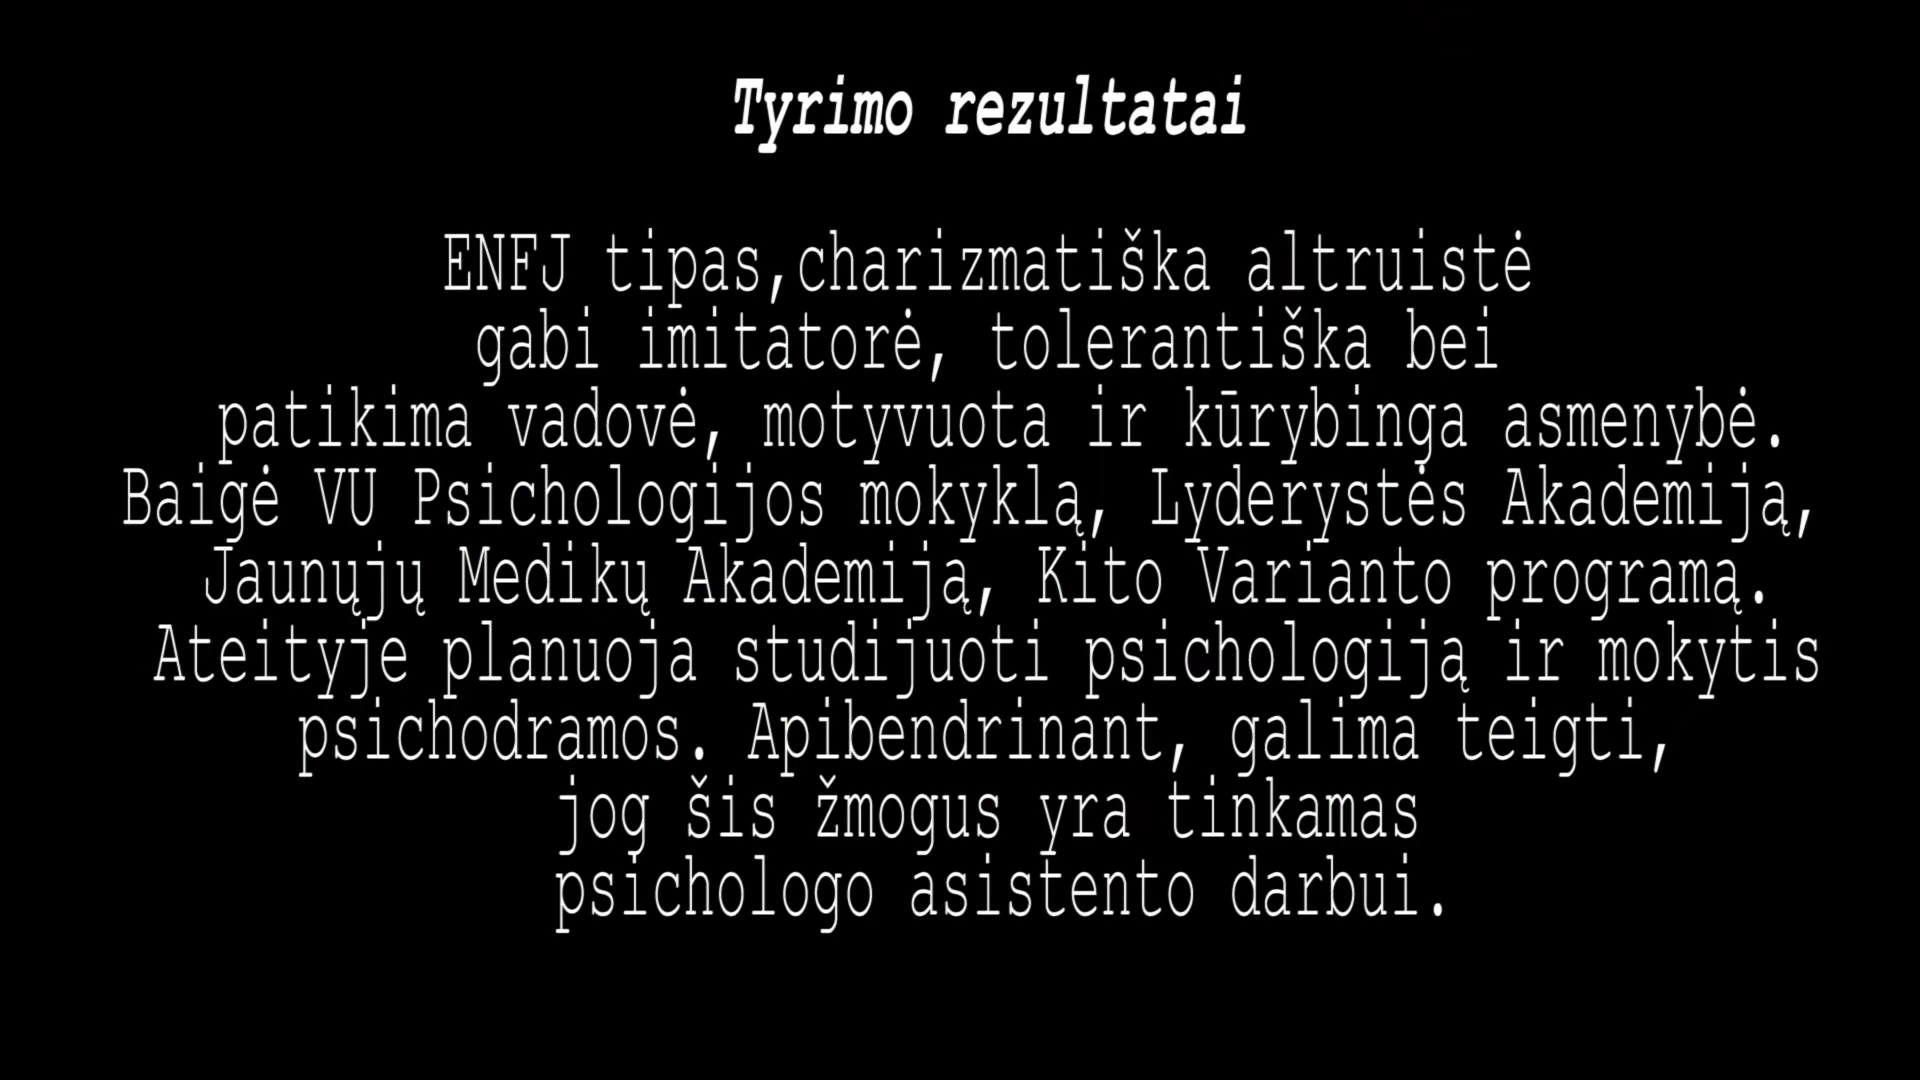 Tyrimo rezultatai
ENFJ tipas,charizmatiška altruistė
gabi imitatorė, tolerantiška bei
patikima vadovė, motyvuota ir kūrybinga asmenybė.
Baigė VU Psichologijos mokyklą, Lyderystės Akademiją,
Jaunųjų Medikų Akademiją, Kito Varianto programą.
Ateityje planuoja studijuoti psichologiją ir mokytis
psichodramos. Apibendrinant, galima teigti,
jog šis žmogus yra tinkamas
psichologo asistento darbui.